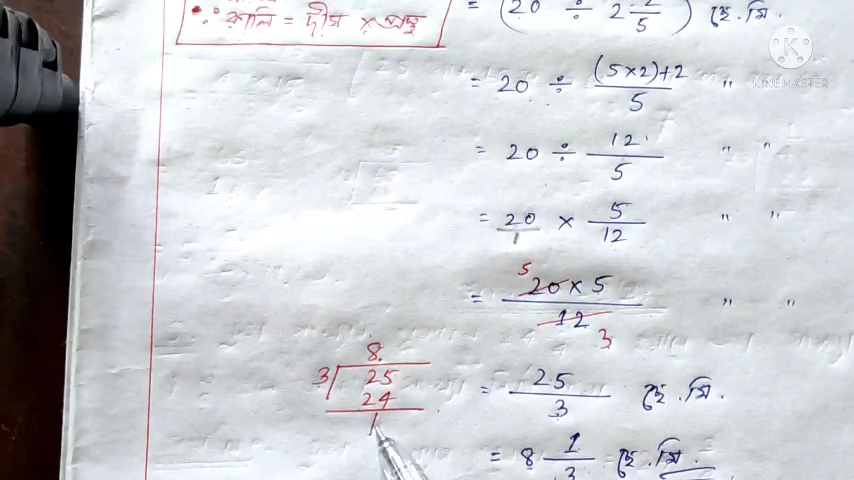 ∵ কালি = দীঘ × প্রস্থ
= (20 ÷ 2 2/5) ছে.মি
= 20 ÷ (5×2)+2/5 "
= 20 ÷ 12/5 " "
= 20/1 × 5/12 " "
5
= 20×5/12 " "
3
8
3 25
24
1
= 25/3 ছে.মি.
= 8 1/3 ছে.মি.
KINEMASTER